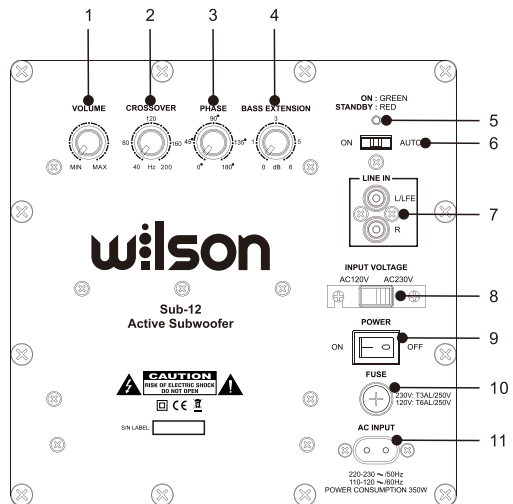 1 2 3 4
VOLUME CROSSOVER PHASE BASS EXTENSION
120 90° 3
80 160 45° 135° 1 5
MIN MAX 40 Hz 200 0° 180° 0 dB 6
ON : GREEN
STANDBY : RED
5
ON AUTO 6
LINE IN
L/LFE
7
R
wilson
INPUT VOLTAGE
AC120V AC230V
8
Sub-12
Active Subwoofer
POWER
ON OFF 9
CAUTION
RISK OF ELECTRIC SHOCK
DO NOT OPEN
CE
S/N LABEL:
FUSE
10
230V: T3AL/250V
120V: T6AL/250V
AC INPUT
11
220-230 ~ /50Hz
110-120 ~ /60Hz
POWER CONSUMPTION 350W